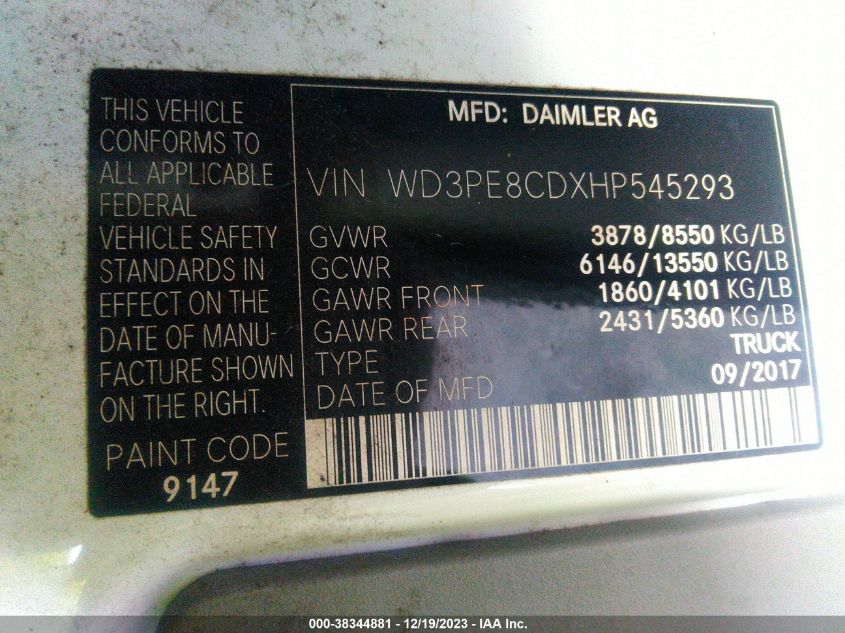 THIS VEHICLE
CONFORMS TO
ALL APPLICABLE
FEDERAL
VEHICLE SAFETY
STANDARDS IN
EFFECT ON THE
DATE OF MANU-
FACTURE SHOWN
ON THE RIGHT.
PAINT CODE
9147
MFD: DAIMLER AG
VIN WD3PE8CDXHP545293
GVWR 3878/8550 KG/LB
GCWR 6146/13550 KG/LB
GAWR FRONT 1860/4101 KG/LB
GAWR REAR 2431/5360 KG/LB
TYPE TRUCK
DATE OF MFD 09/2017
000-38344881 - 12/19/2023 - IAA Inc.